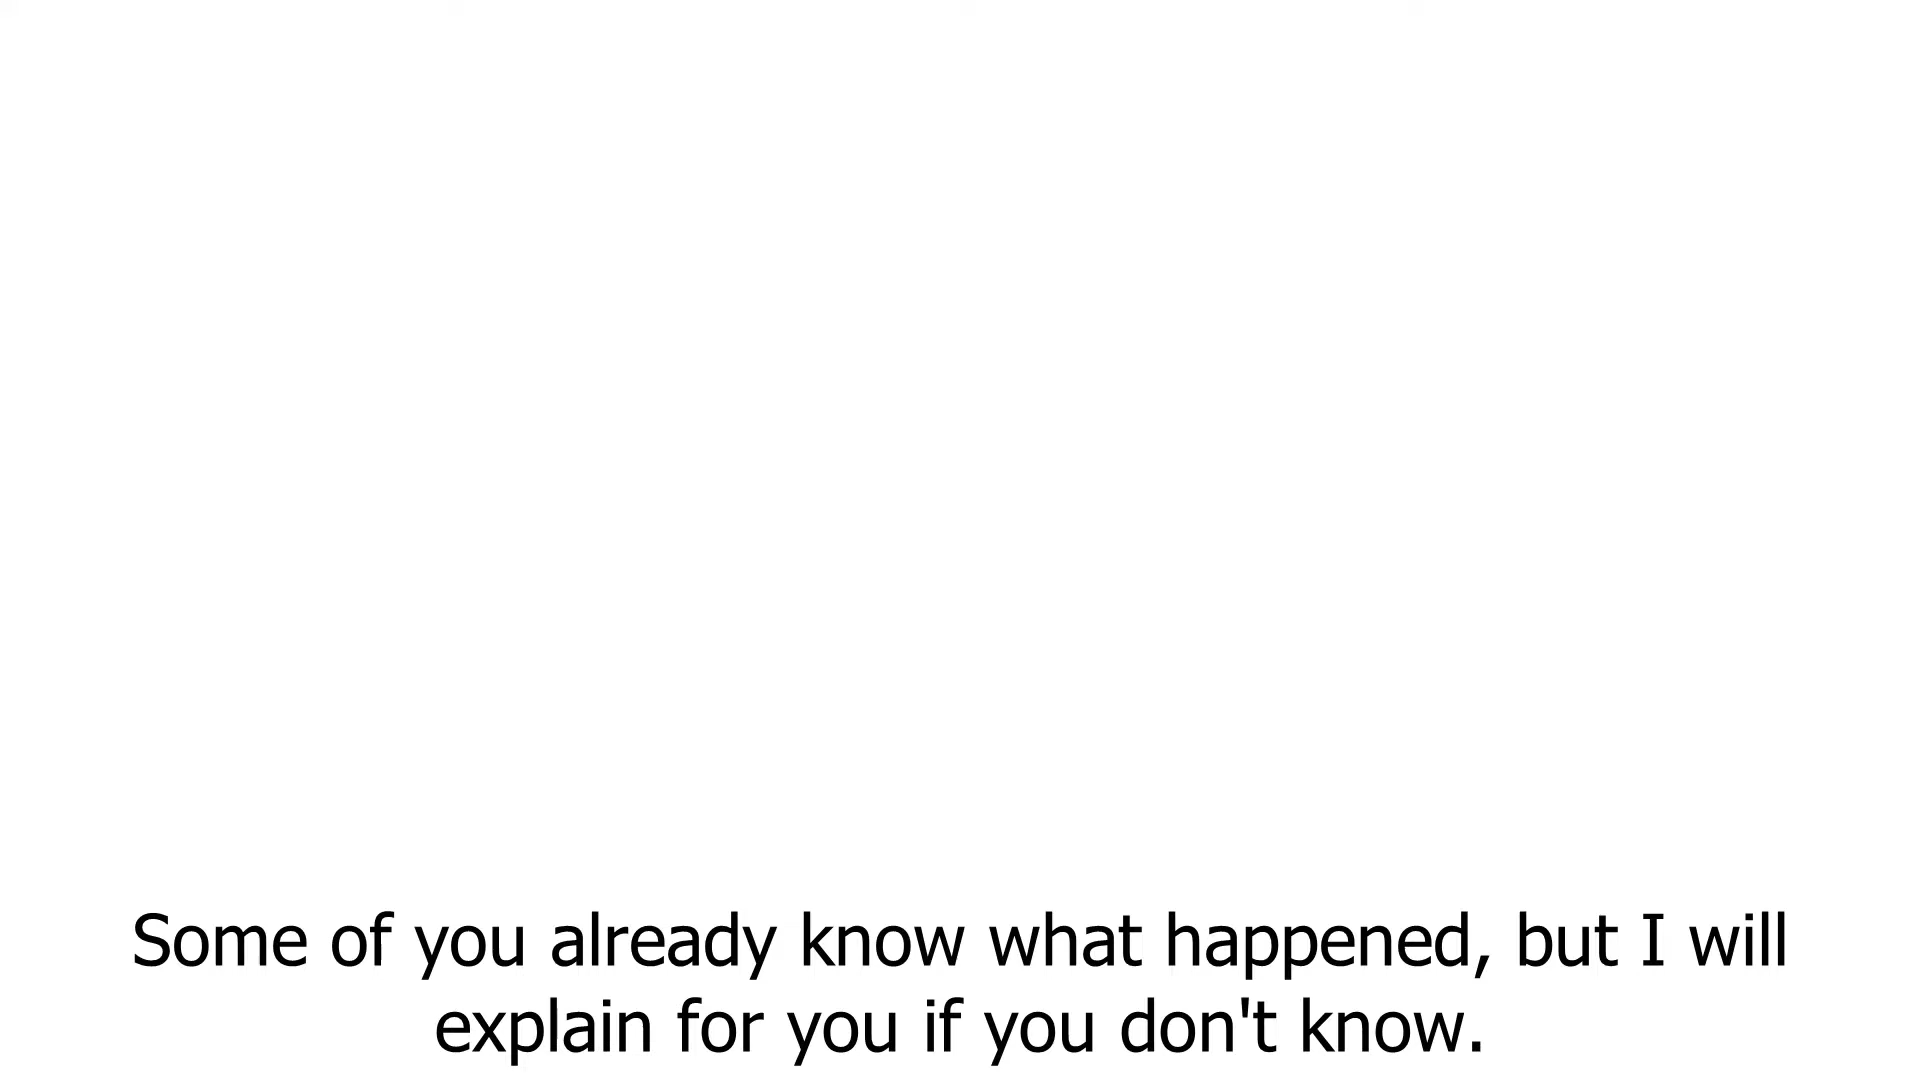 Some of you already know what happened, but I will
explain for you if you don't know.